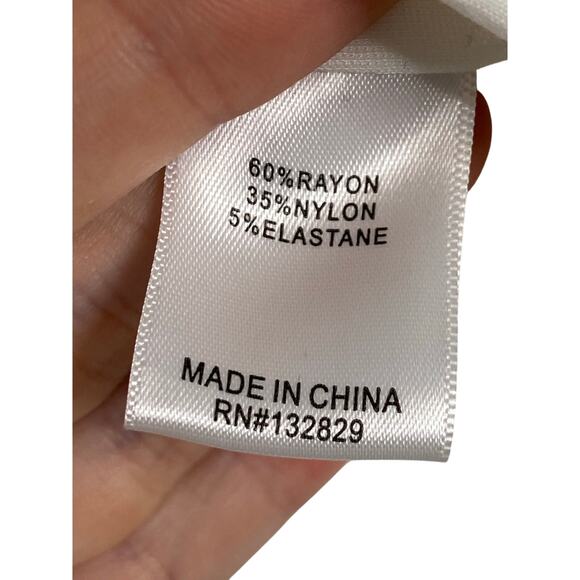 60%RAYON
35%NYLON
5%ELASTANE
MADE IN CHINA
RN#132829